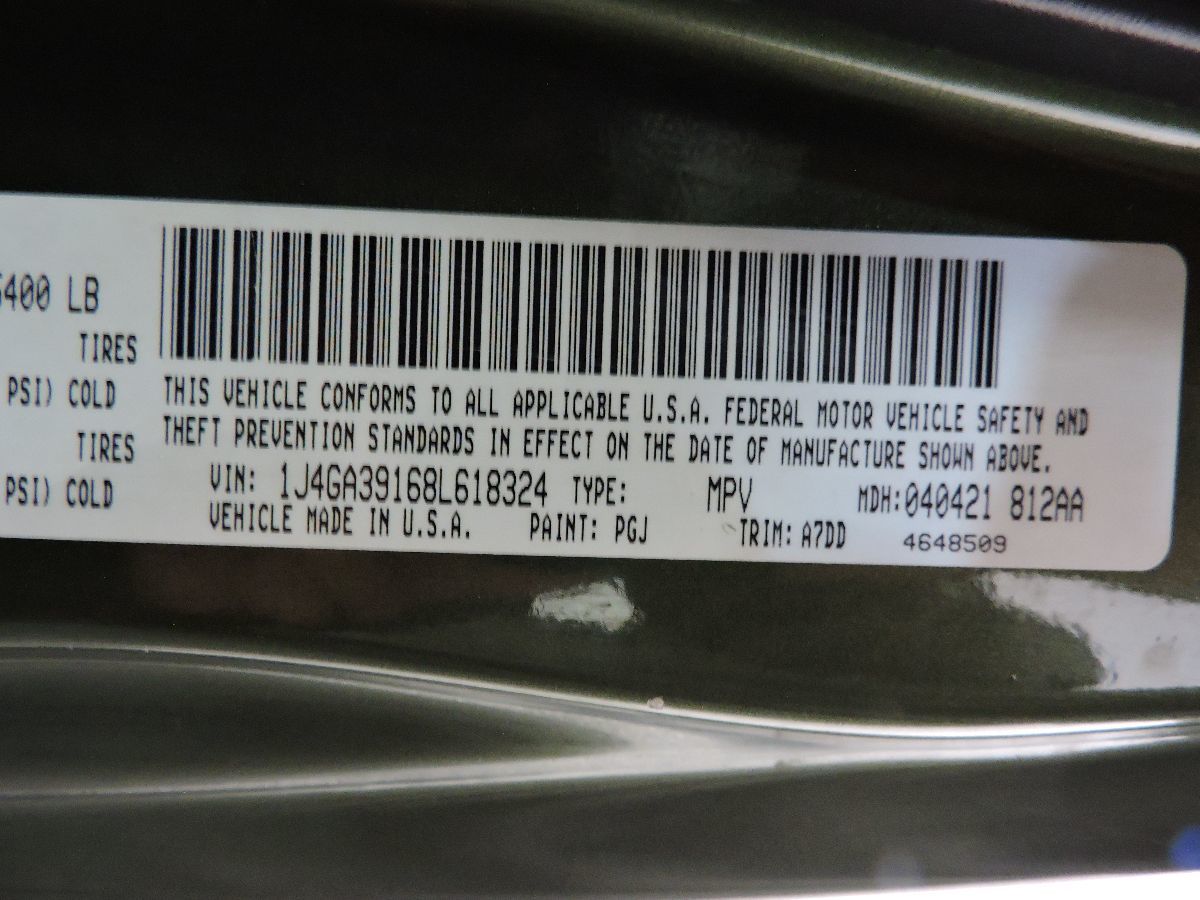 400 LB
TIRES
PSI) COLD
TIRES
PSI) COLD
THIS VEHICLE CONFORMS TO ALL APPLICABLE U.S.A. FEDERAL MOTOR VEHICLE SAFETY AND
THEFT PREVENTION STANDARDS IN EFFECT ON THE DATE OF MANUFACTURE SHOWN ABOVE.
VIN: 1J4GA39168L618324 TYPE: MPV MDH:040421 812AA
VEHICLE MADE IN U.S.A. PAINT: PGJ TRIM: A7DD 4648509